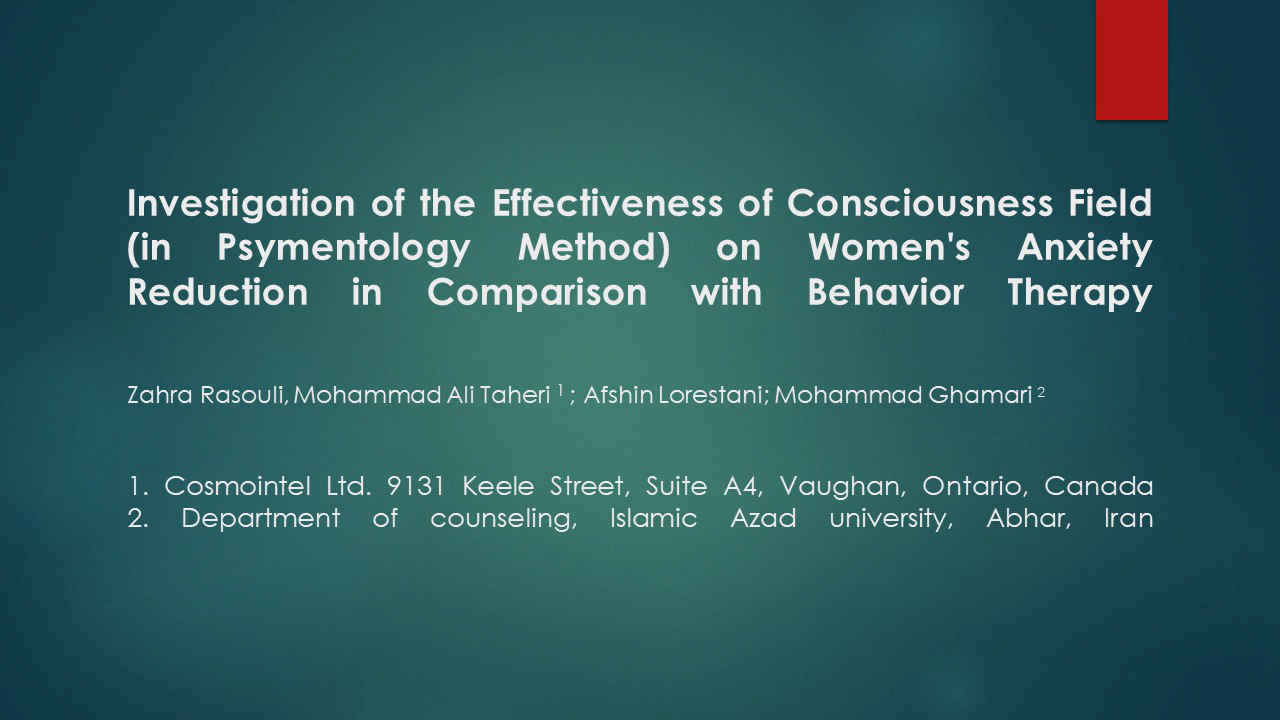 Investigation of the Effectiveness of Consciousness Field
(in Psymentology Method) on Women's Anxiety
Reduction in Comparison with Behavior Therapy
Zahra Rasouli, Mohammad Ali Taheri 1 ; Afshin Lorestani; Mohammad Ghamari 2
1. Cosmointel Ltd. 9131 Keele Street, Suite A4, Vaughan, Ontario, Canada
2. Department of counseling, Islamic Azad university, Abhar, Iran